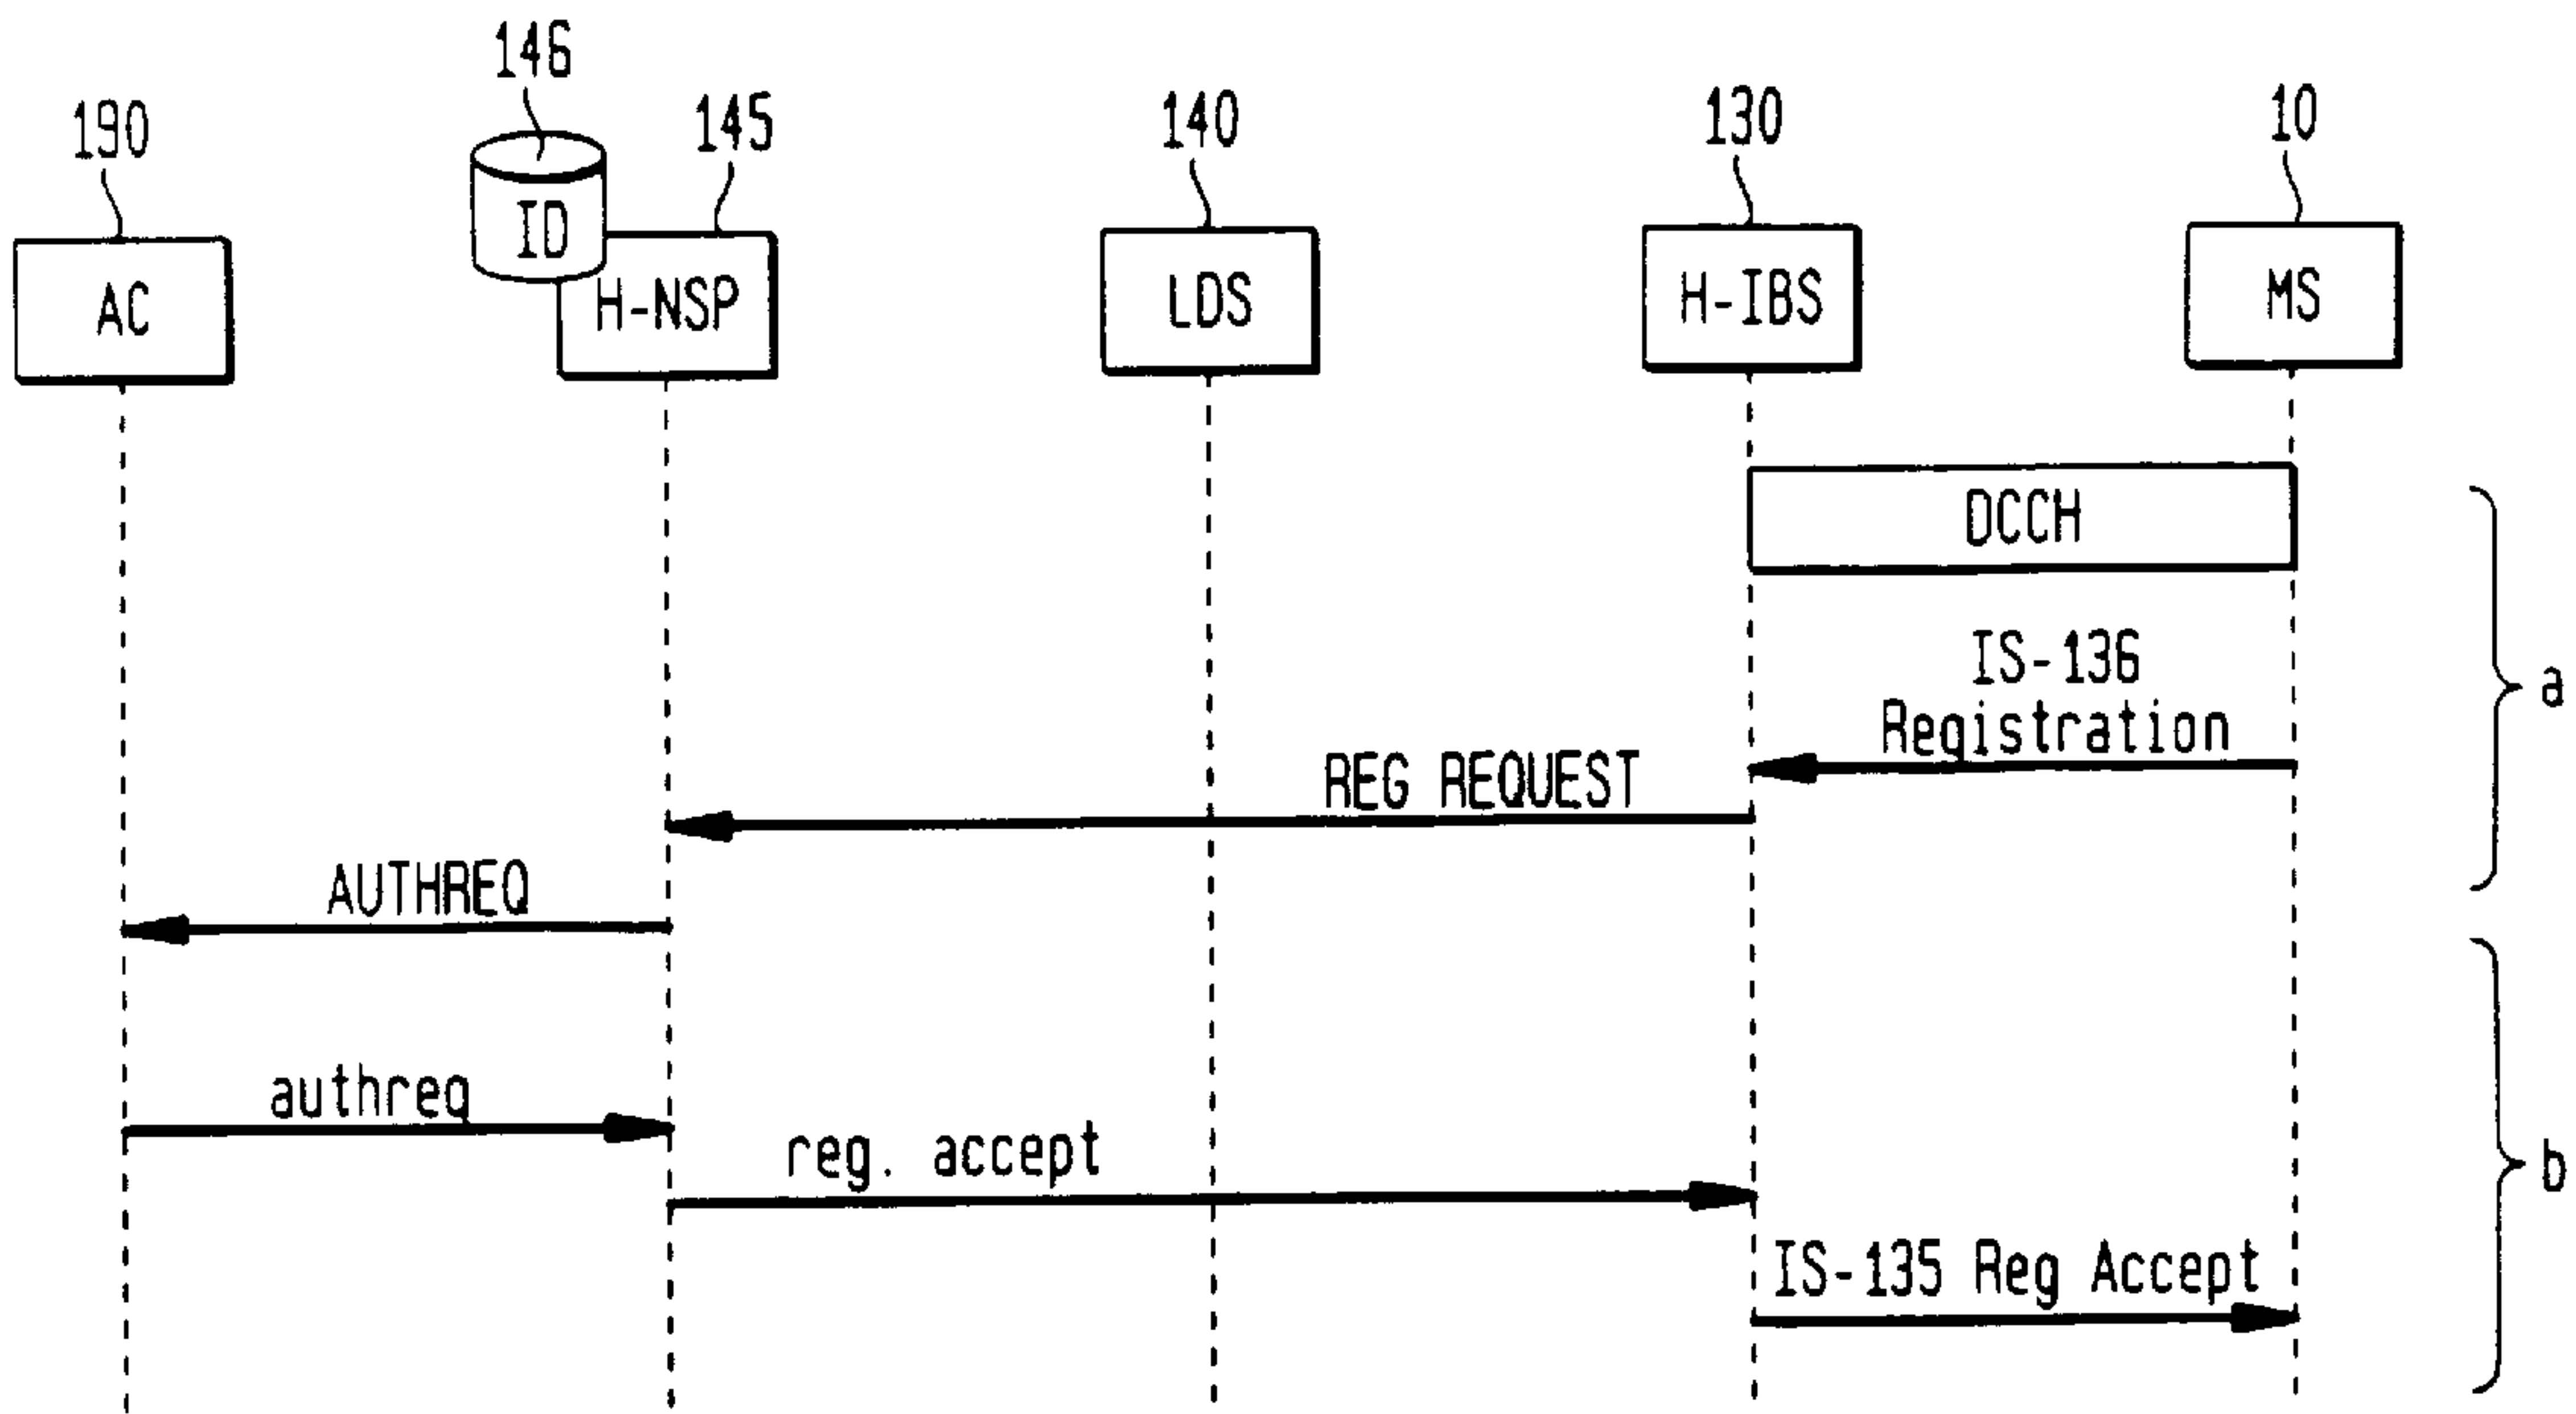 146
190
145
140
130
10
ID
AC
H-NSP
LDS
H-IBS
MS
DCCH
IS-136
Registration
a
REG REQUEST
AUTHREQ
authreq
reg. accept
b
IS-135 Reg Accept